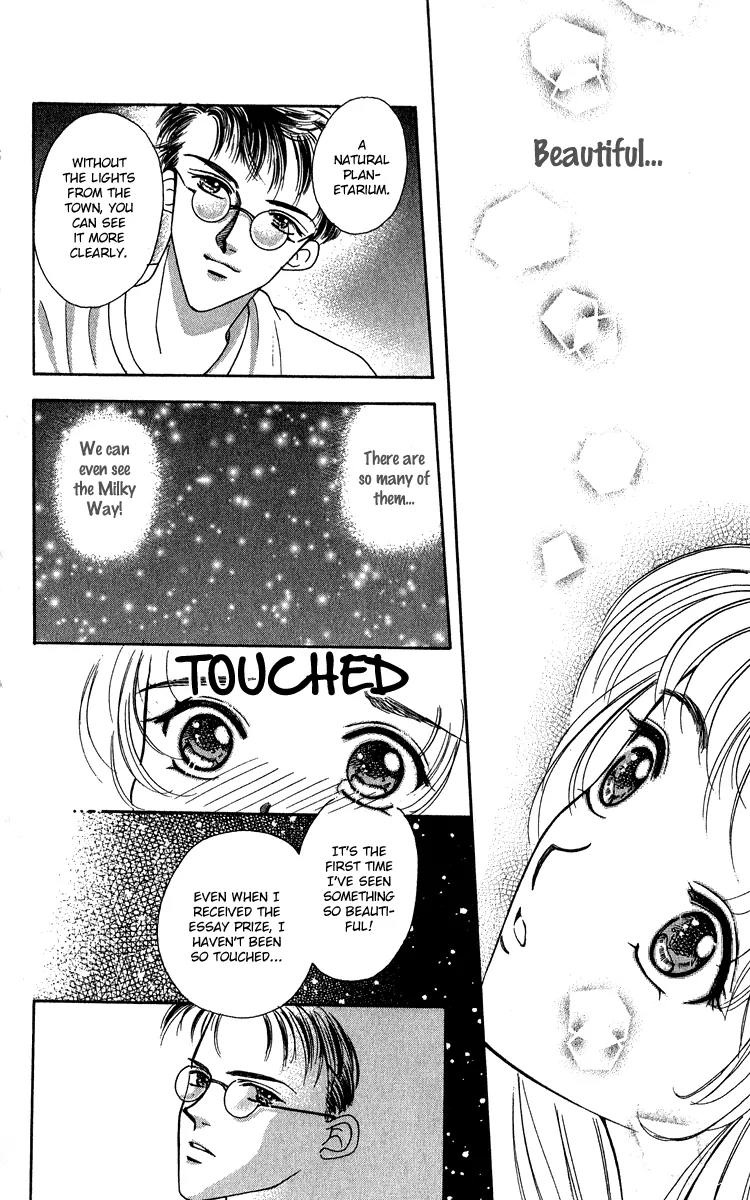 Beautiful...
A
NATURAL
PLAN-
ETARIUM.
WITHOUT
THE LIGHTS
FROM THE
TOWN, YOU
CAN SEE
IT MORE
CLEARLY.
There are
so many of
them...
We can
even see
the Milky
Way!
TOUCHED
IT'S THE
FIRST TIME
I'VE SEEN
SOMETHING
SO BEAUTI-
FUL!
EVEN WHEN I
RECEIVED THE
ESSAY PRIZE, I
HAVEN'T BEEN
SO TOUCHED...